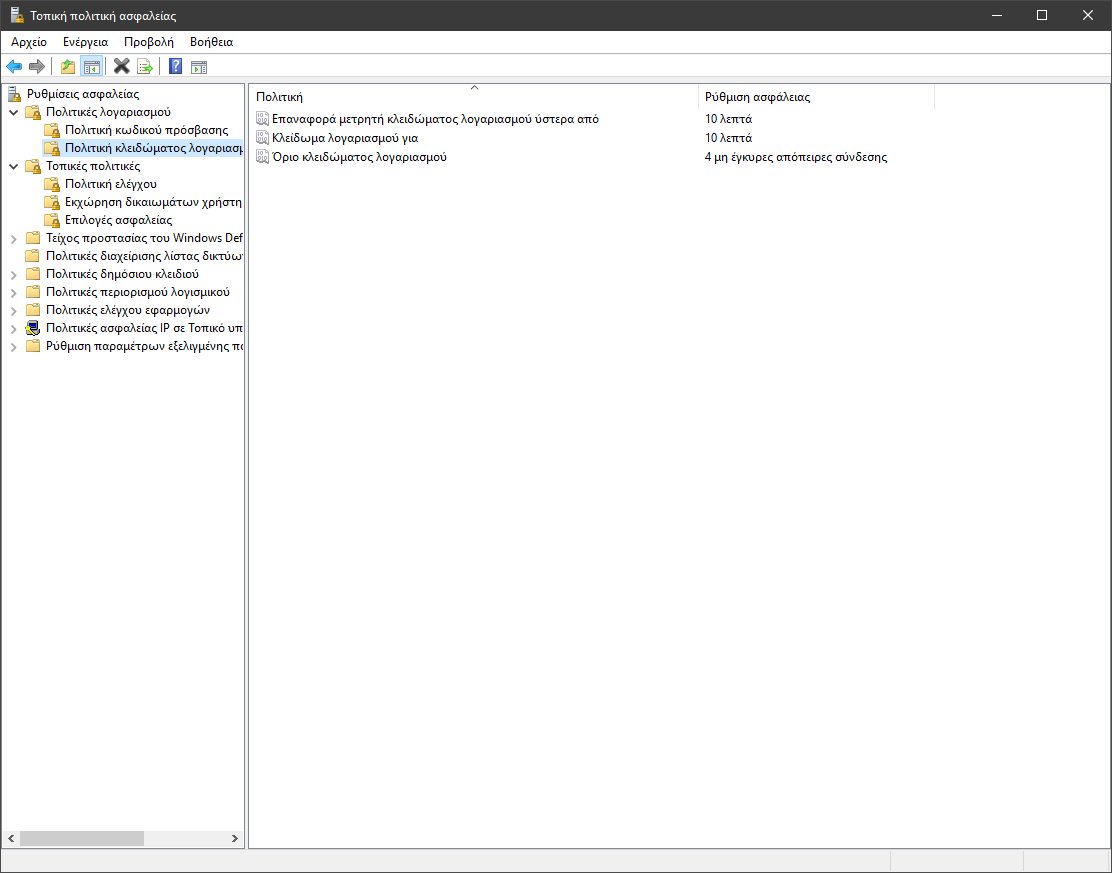 Τοπική πολιτική ασφαλείας
Αρχείο Ενέργεια Προβολή Βοήθεια
Ρυθμίσεις ασφαλείας
Πολιτικές λογαριασμού
Πολιτική κωδικού πρόσβασης
Πολιτική κλειδώματος λογαριασμ
Τοπικές πολιτικές
Πολιτική ελέγχου
Εκχώρηση δικαιωμάτων χρήστη
Επιλογές ασφαλείας
Τείχος προστασίας του Windows Def
Πολιτικές διαχείρισης λίστας δικτύω
Πολιτικές δημόσιου κλειδιού
Πολιτικές περιορισμού λογισμικού
Πολιτικές ελέγχου εφαρμογών
Πολιτικές ασφαλείας IP σε Τοπικό υπ
Ρύθμιση παραμέτρων εξελιγμένης πα
Πολιτική Ρύθμιση ασφάλειας
Επαναφορά μετρητή κλειδώματος λογαριασμού ύστερα από 10 λεπτά
Κλείδωμα λογαριασμού για 10 λεπτά
Όριο κλειδώματος λογαριασμού 4 μη έγκυρες απόπειρες σύνδεσης